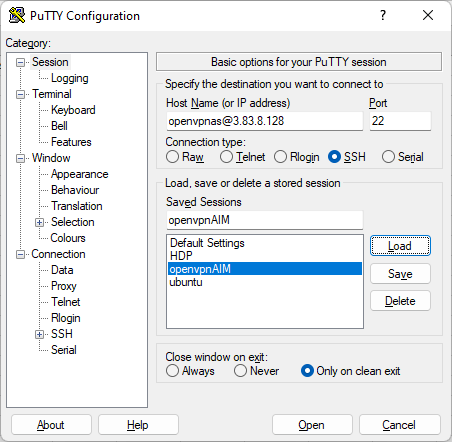 PuTTY Configuration
?
Category:
Session
Logging
Terminal
Keyboard
Bell
Features
Window
Appearance
Behaviour
Translation
Selection
Colours
Connection
Data
Proxy
Telnet
Rlogin
SSH
Serial
Basic options for your PuTTY session
Specify the destination you want to connect to
Host Name (or IP address) Port
openvpnas@3.83.8.128 22
Connection type:
Raw Telnet Rlogin SSH Serial
Load, save or delete a stored session
Saved Sessions
openvpnAIM
Default Settings
HDP
openvpnAIM
ubuntu
Load
Save
Delete
Close window on exit:
Always Never Only on clean exit
About Help Open Cancel